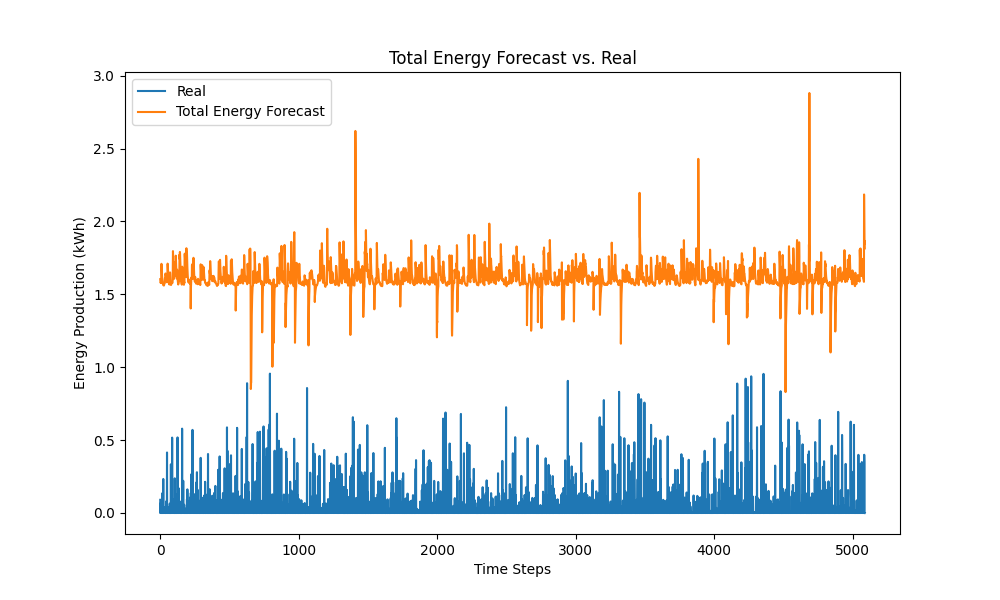 Total Energy Forecast vs. Real
Real
Total Energy Forecast
Energy Production (kWh)
3.0
2.5
2.0
1.5
1.0
0.5
0.0
0 1000 2000 3000 4000 5000
Time Steps